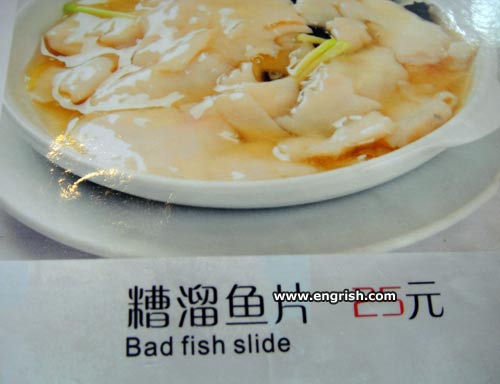 糟溜鱼片 25元
www.engrish.com
Bad fish slide